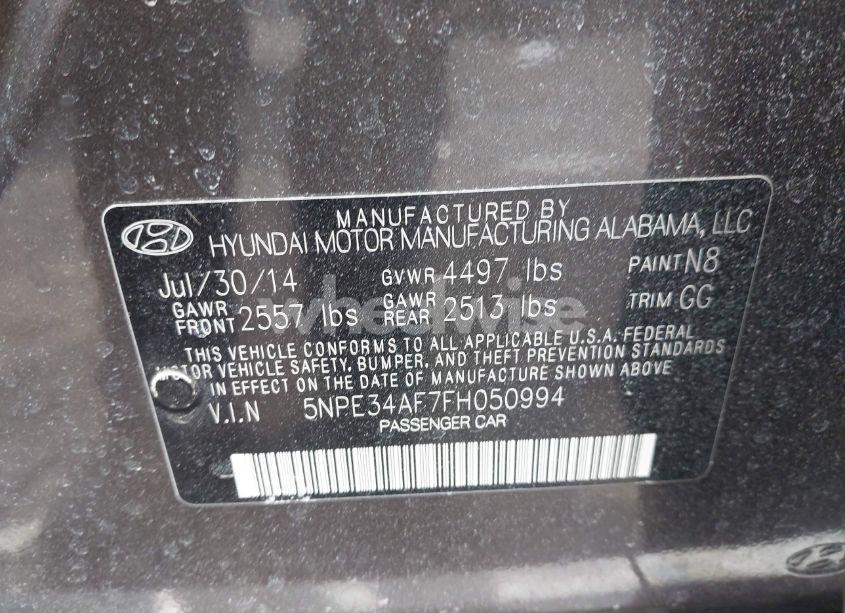 MANUFACTURED BY
HYUNDAI MOTOR MANUFACTURING ALABAMA, LLC
Jul/30/14 GVWR 4497 lbs PAINT N8
GAWR FRONT 2557 lbs GAWR REAR 2513 lbs TRIM GG
wheelwise
THIS VEHICLE CONFORMS TO ALL APPLICABLE U.S.A. FEDERAL
MOTOR VEHICLE SAFETY, BUMPER, AND THEFT PREVENTION STANDARDS
IN EFFECT ON THE DATE OF MANUFACTURE SHOWN ABOVE
V.I.N 5NPE34AF7FH050994
PASSENGER CAR